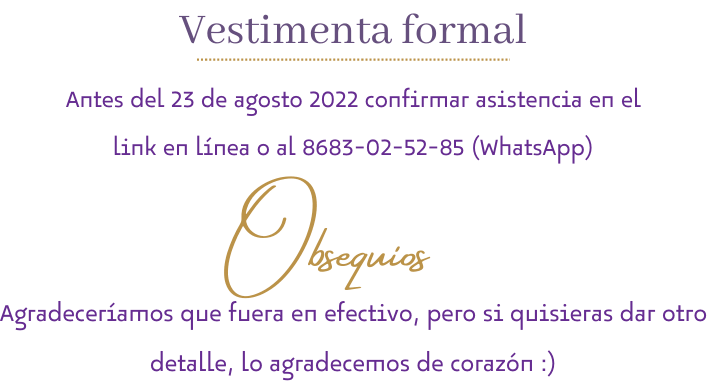 Vestimenta formal
Antes del 23 de agosto 2022 confirmar asistencia en el
link en línea o al 8683-02-52-85 (WhatsApp)
Obsequios
Agradeceríamos que fuera en efectivo, pero si quisieras dar otro
detalle, lo agradecemos de corazón :)